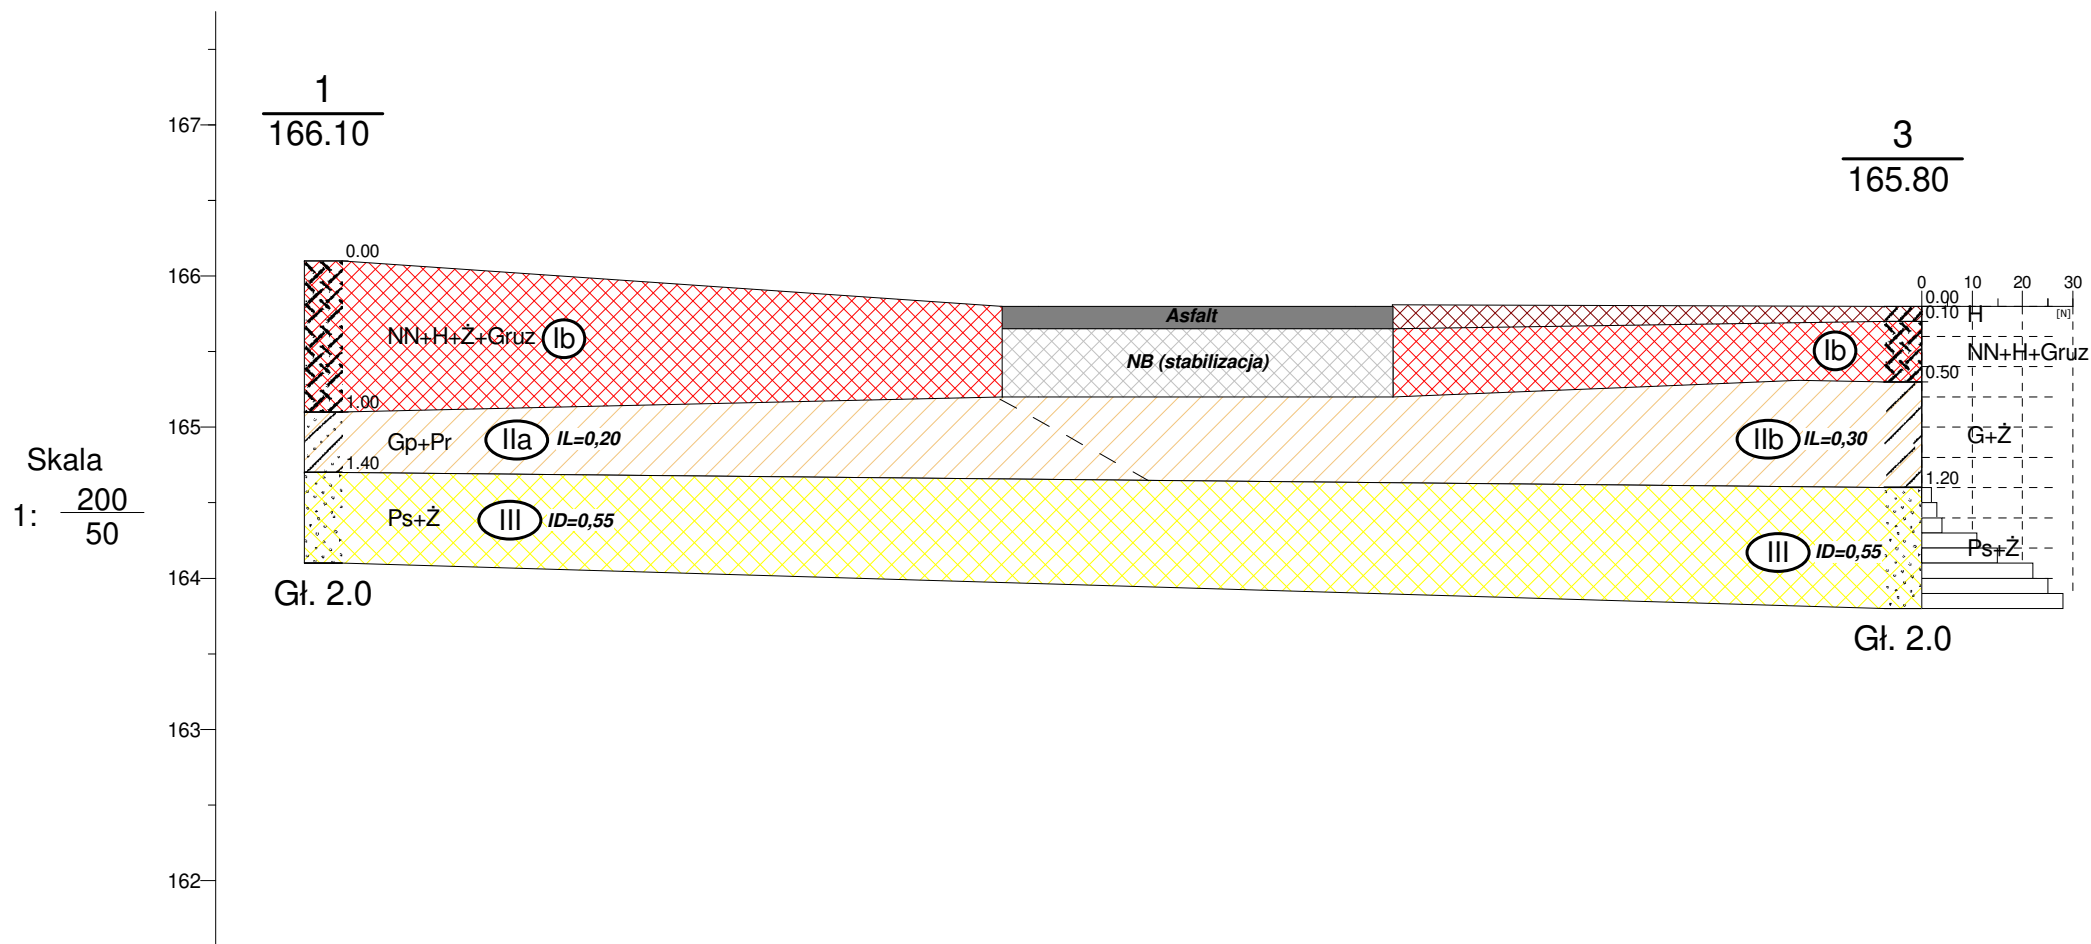 1
166.10
3
165.80
167
166
165
164
163
162
Skala
1: 200
50
0.00
NN+H+Ż+Gruz Ib
1.00
Gp+Pr IIa IL=0,20
1.40
Ps+Ż III ID=0,55
Gł. 2.0
Asfalt
NB (stabilizacja)
Ib
IIb IL=0,30
III ID=0,55
0 10 20 30
[N]
0.00
0.10 H
NN+H+Gruz
0.50
G+Ż
1.20
Ps+Ż
Gł. 2.0